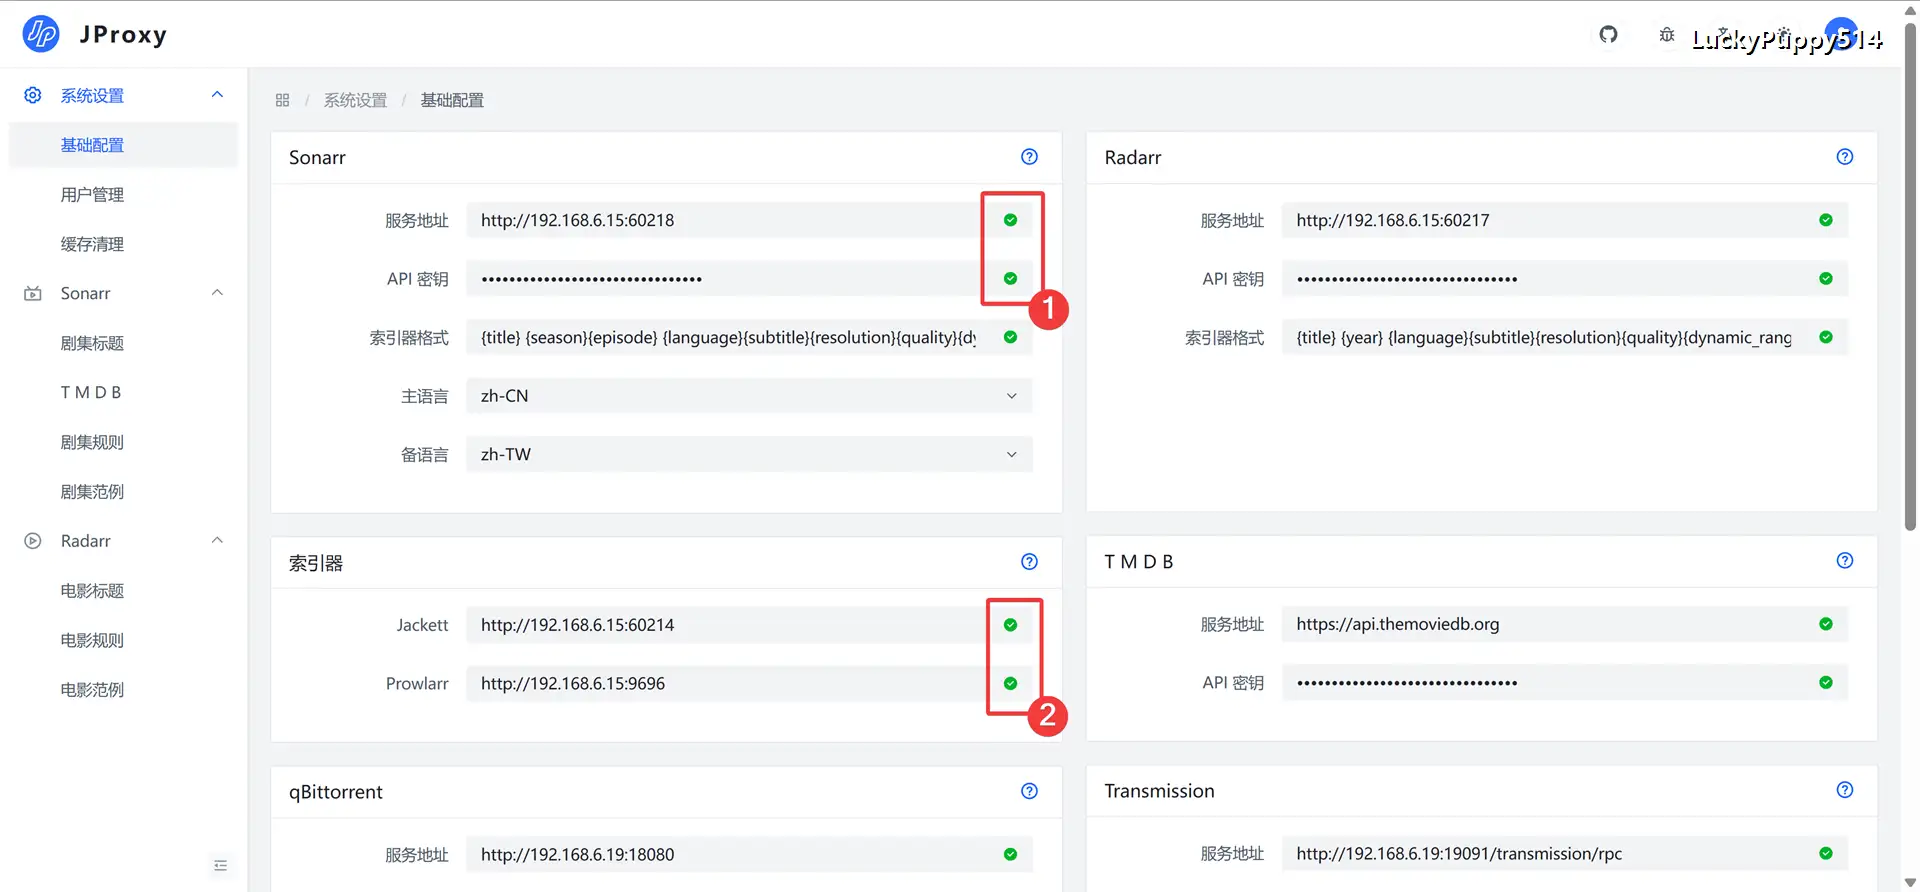 JProxy
LuckyPuppy514
系统设置
基础配置
用户管理
缓存清理
Sonarr
剧集标题
T M D B
剧集规则
剧集范例
Radarr
电影标题
电影规则
电影范例
/ 系统设置 / 基础配置
Sonarr
服务地址 http://192.168.6.15:60218
API 密钥 ••••••••••••••••••••••••••••••••
索引器格式 {title} {season}{episode} {language}{subtitle}{resolution}{quality}{dy
主语言 zh-CN
备语言 zh-TW
1
Radarr
服务地址 http://192.168.6.15:60217
API 密钥 ••••••••••••••••••••••••••••••••
索引器格式 {title} {year} {language}{subtitle}{resolution}{quality}{dynamic_rang
索引器
Jackett http://192.168.6.15:60214
Prowlarr http://192.168.6.15:9696
2
T M D B
服务地址 https://api.themoviedb.org
API 密钥 ••••••••••••••••••••••••••••••••
qBittorrent
服务地址 http://192.168.6.19:18080
Transmission
服务地址 http://192.168.6.19:19091/transmission/rpc